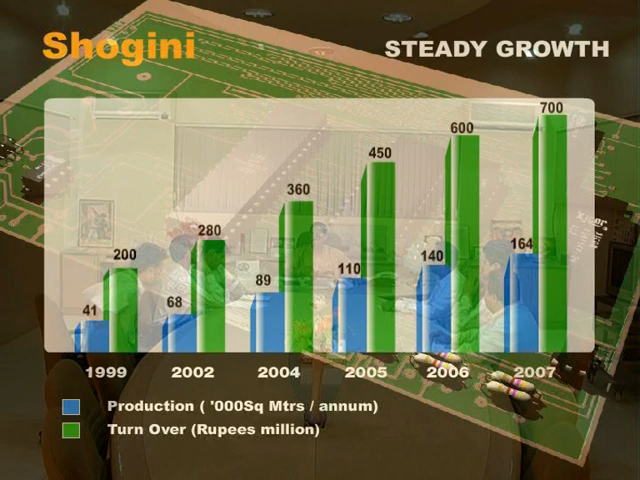 Shogini
STEADY GROWTH
41 200 68 280 89 360 110 450 140 600 164 700
1999 2002 2004 2005 2006 2007
Production ( '000Sq Mtrs / annum)
Turn Over (Rupees million)